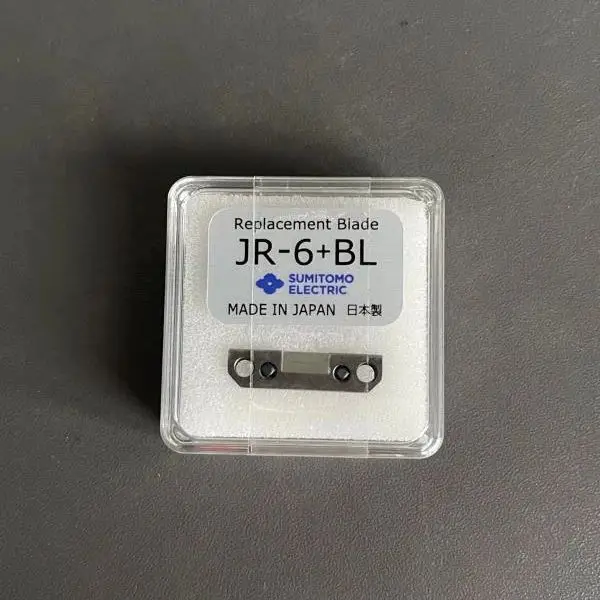 Replacement Blade
JR-6+BL
SUMITOMO
ELECTRIC
MADE IN JAPAN 日本製